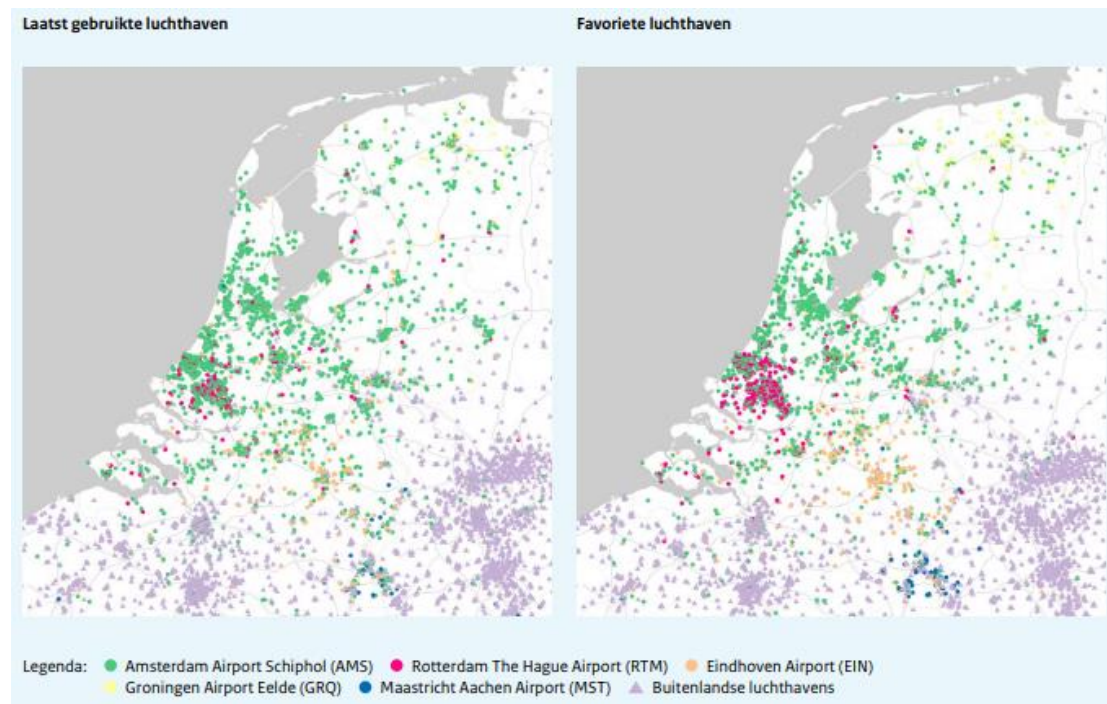 Laatst gebruikte luchthaven
Favoriete luchthaven
Legenda: Amsterdam Airport Schiphol (AMS) Rotterdam The Hague Airport (RTM) Eindhoven Airport (EIN)
Groningen Airport Eelde (GRQ) Maastricht Aachen Airport (MST) Buitenlandse luchthavens